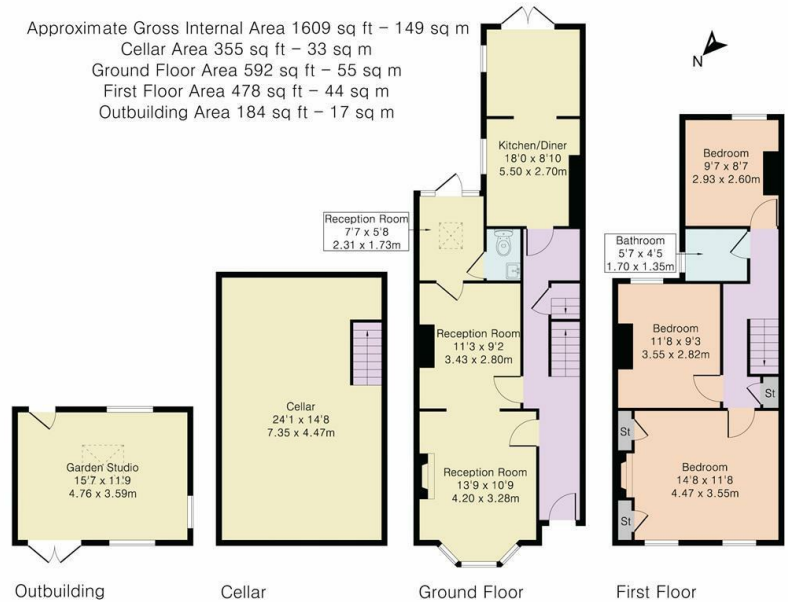 Approximate Gross Internal Area 1609 sq ft - 149 sq m
Cellar Area 355 sq ft - 33 sq m
Ground Floor Area 592 sq ft - 55 sq m
First Floor Area 478 sq ft - 44 sq m
Outbuilding Area 184 sq ft - 17 sq m
N
Kitchen/Diner
18'0 x 8'10
5.50 x 2.70m
Bedroom
9'7 x 8'7
2.93 x 2.60m
Reception Room
7'7 x 5'8
2.31 x 1.73m
Bathroom
5'7 x 4'5
1.70 x 1.35m
Reception Room
11'3 x 9'2
3.43 x 2.80m
Bedroom
11'8 x 9'3
3.55 x 2.82m
St
Cellar
24'1 x 14'8
7.35 x 4.47m
St
Garden Studio
15'7 x 11'9
4.76 x 3.59m
Reception Room
13'9 x 10'9
4.20 x 3.28m
Bedroom
14'8 x 11'8
4.47 x 3.55m
St
Outbuilding
Cellar
Ground Floor
First Floor